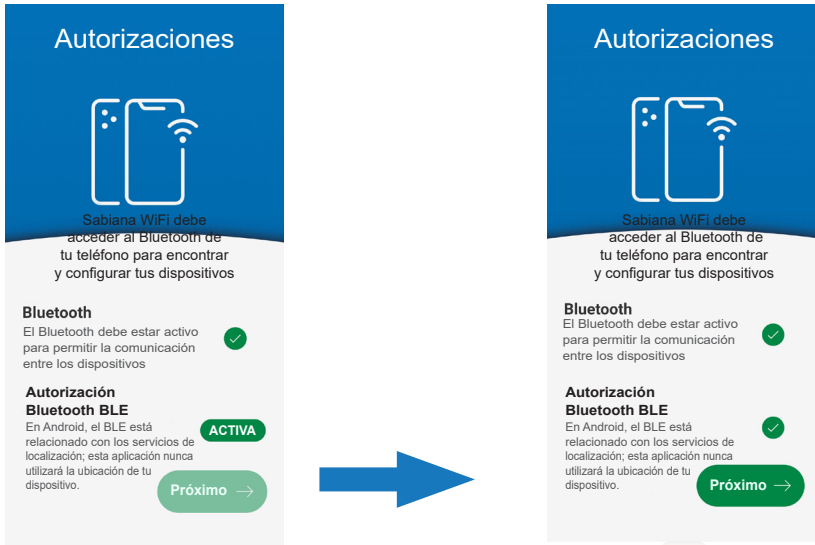 Autorizaciones
Sabiana WiFi debe
acceder al Bluetooth de
tu teléfono para encontrar
y configurar tus dispositivos
Bluetooth
El Bluetooth debe estar activo
para permitir la comunicación
entre los dispositivos
Autorización
Bluetooth BLE
En Android, el BLE está
relacionado con los servicios de
localización; esta aplicación nunca
utilizará la ubicación de tu
dispositivo.
ACTIVA
Próximo →
Autorizaciones
Sabiana WiFi debe
acceder al Bluetooth de
tu teléfono para encontrar
y configurar tus dispositivos
Bluetooth
El Bluetooth debe estar activo
para permitir la comunicación
entre los dispositivos
Autorización
Bluetooth BLE
En Android, el BLE está
relacionado con los servicios de
localización; esta aplicación nunca
utilizará la ubicación de tu
dispositivo.
Próximo →